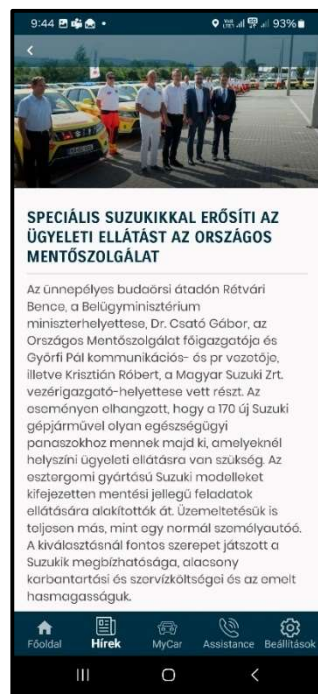 9:44
93%
SPECIÁLIS SUZUKIKKAL ERŐSÍTI AZ
ÜGYELETI ELLÁTÁST AZ ORSZÁGOS
MENTŐSZOLGÁLAT
Az ünnepélyes budaörsi átadón Rétvári
Bence, a Belügyminisztérium
miniszterhelyettese, Dr. Csató Gábor, az
Országos Mentőszolgálat főigazgatója és
Győrfi Pál kommunikációs- és pr vezetője,
illetve Krisztián Róbert, a Magyar Suzuki Zrt.
vezérigazgató-helyettese vett részt. Az
eseményen elhangzott, hogy a 170 új Suzuki
gépjárművel olyan egészségügyi
panaszokhoz mennek majd ki, amelyeknél
helyszíni ügyeleti ellátásra van szükség. Az
esztergomi gyártású Suzuki modelleket
kifejezetten mentési jellegű feladatok
ellátására alakították át. Üzemeltetésük is
teljesen más, mint egy normál személyautóé.
A kiválasztásnál fontos szerepet játszott a
Suzukik megbízhatósága, alacsony
karbantartási és szervízköltségei és az emelt
hasmagasságuk.
Főoldal Hírek MyCar Assistance Beállítások